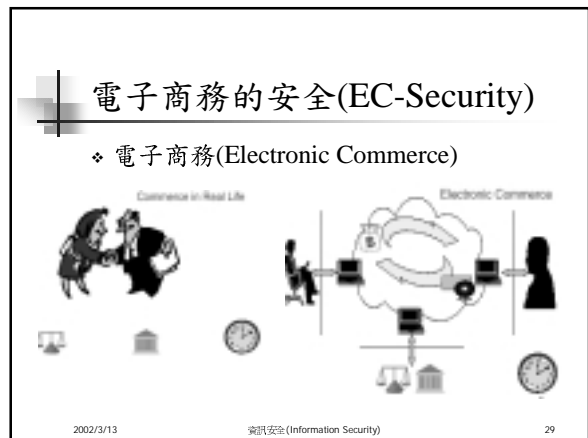 電子商務的安全(EC-Security)
❖ 電子商務(Electronic Commerce)
Commerce in Real Life
Electronic Commerce
$
2002/3/13
資訊安全(Information Security)
29